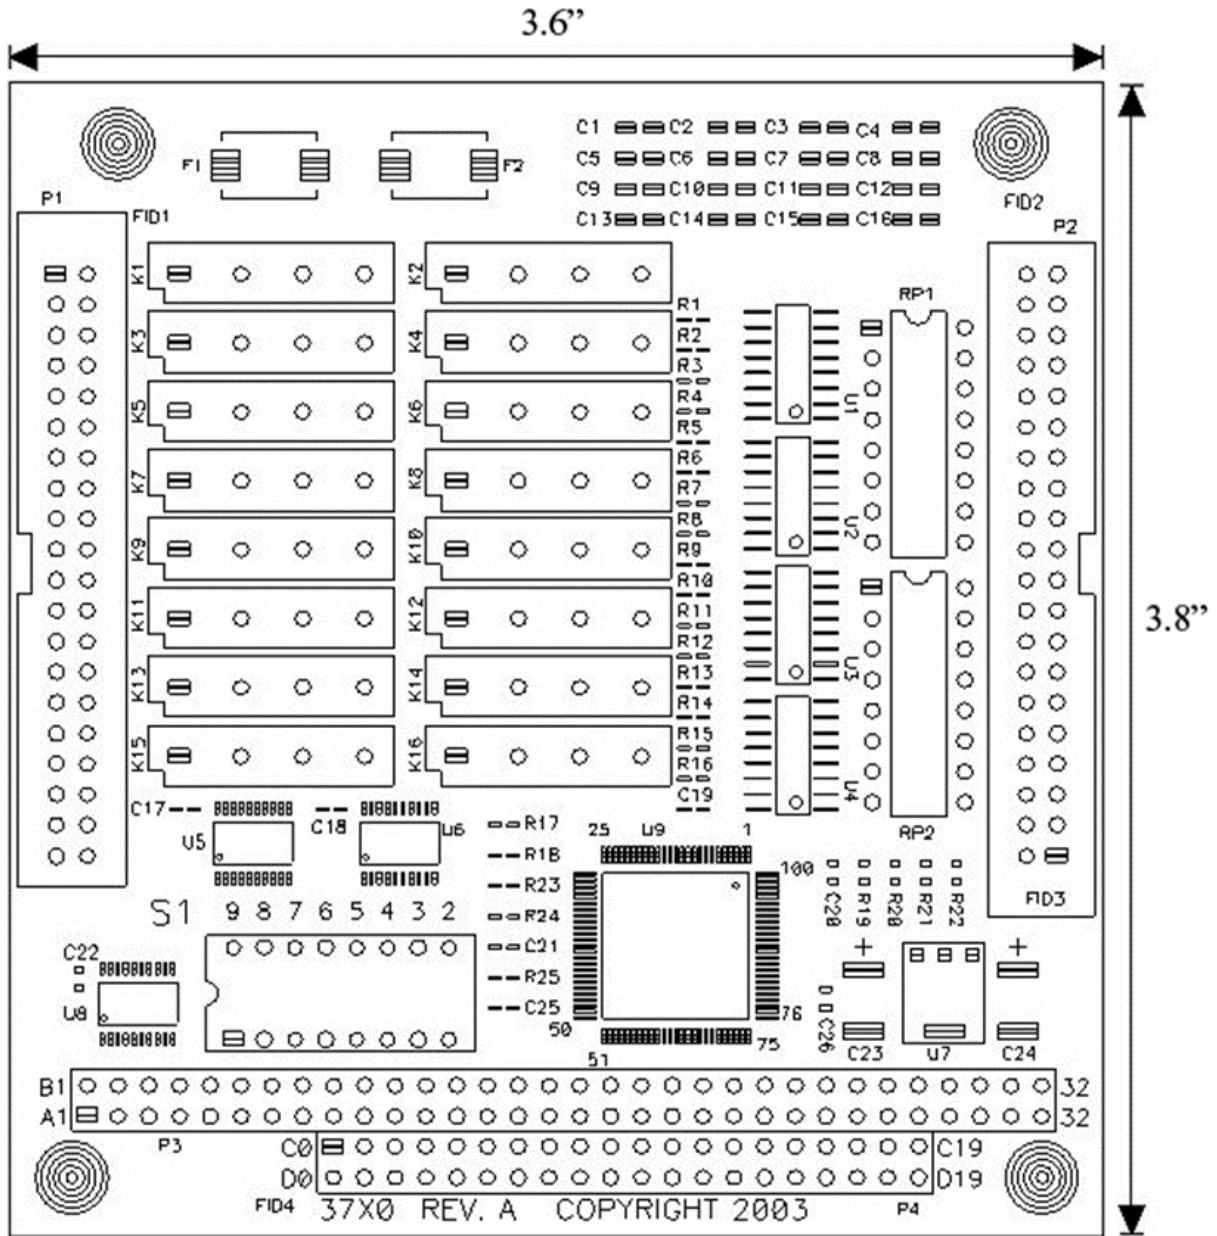 3.6”
C1 C2 C3 C4
F1 F2 C5 C6 C7 C8
C9 C10 C11 C12
P1 FID2
FID1 C13 C14 C15 C16
P2
K1 K2
RP1
R1
K3 K4 R2
R3
R4
K5 K6 U1
R5
R6
K7 K8 R7
R8 U2
K9 K10 R9
R10
K11 K12 R11 3.8”
R12
K13 K14 R13 U3
R14
K15 K16 R15
R16
C19 U4
C17 C18 U6 R17 25 U9 1 RP2
U5 R18 100
R23 C20 R19 R20 R21 R22 FID3
S1 9 8 7 6 5 4 3 2 R24
+ +
C22 C21
R25
U8 C25 50 76 C26
51 75 C23 U7 C24
B1 32
A1 32
P3 C0 C19
D0 D19
FID4 37X0 REV. A COPYRIGHT 2003 P4